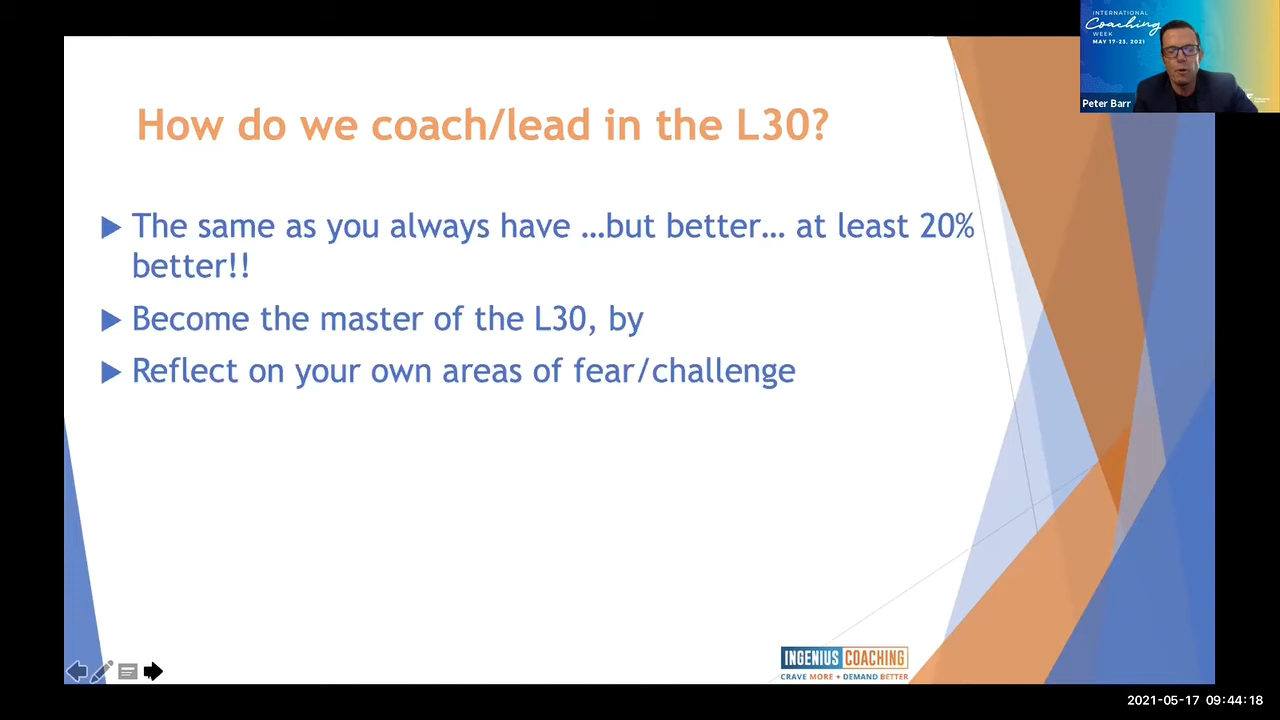 INTERNATIONAL
Coaching
WEEK
MAY 17-23, 2021
Peter Barr
How do we coach/lead in the L30?
The same as you always have …but better… at least 20%
better!!
Become the master of the L30, by
Reflect on your own areas of fear/challenge
INGENIUS COACHING
CRAVE MORE + DEMAND BETTER
2021-05-17 09:44:18